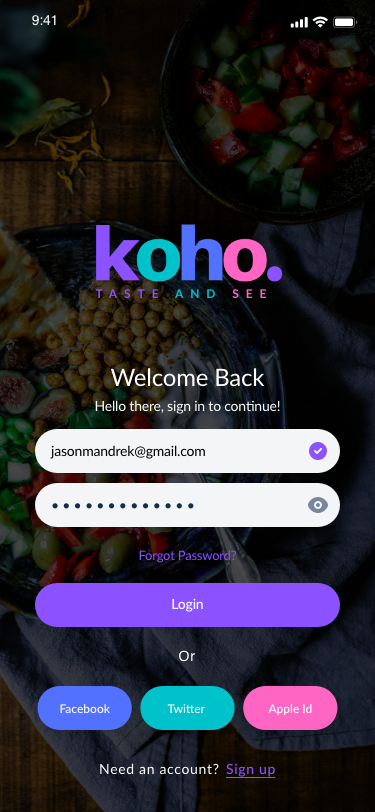 9:41
koho.
TASTE AND SEE
Welcome Back
Hello there, sign in to continue!
jasonmandrek@gmail.com
Forgot Password?
Login
Or
Facebook Twitter Apple Id
Need an account? Sign up